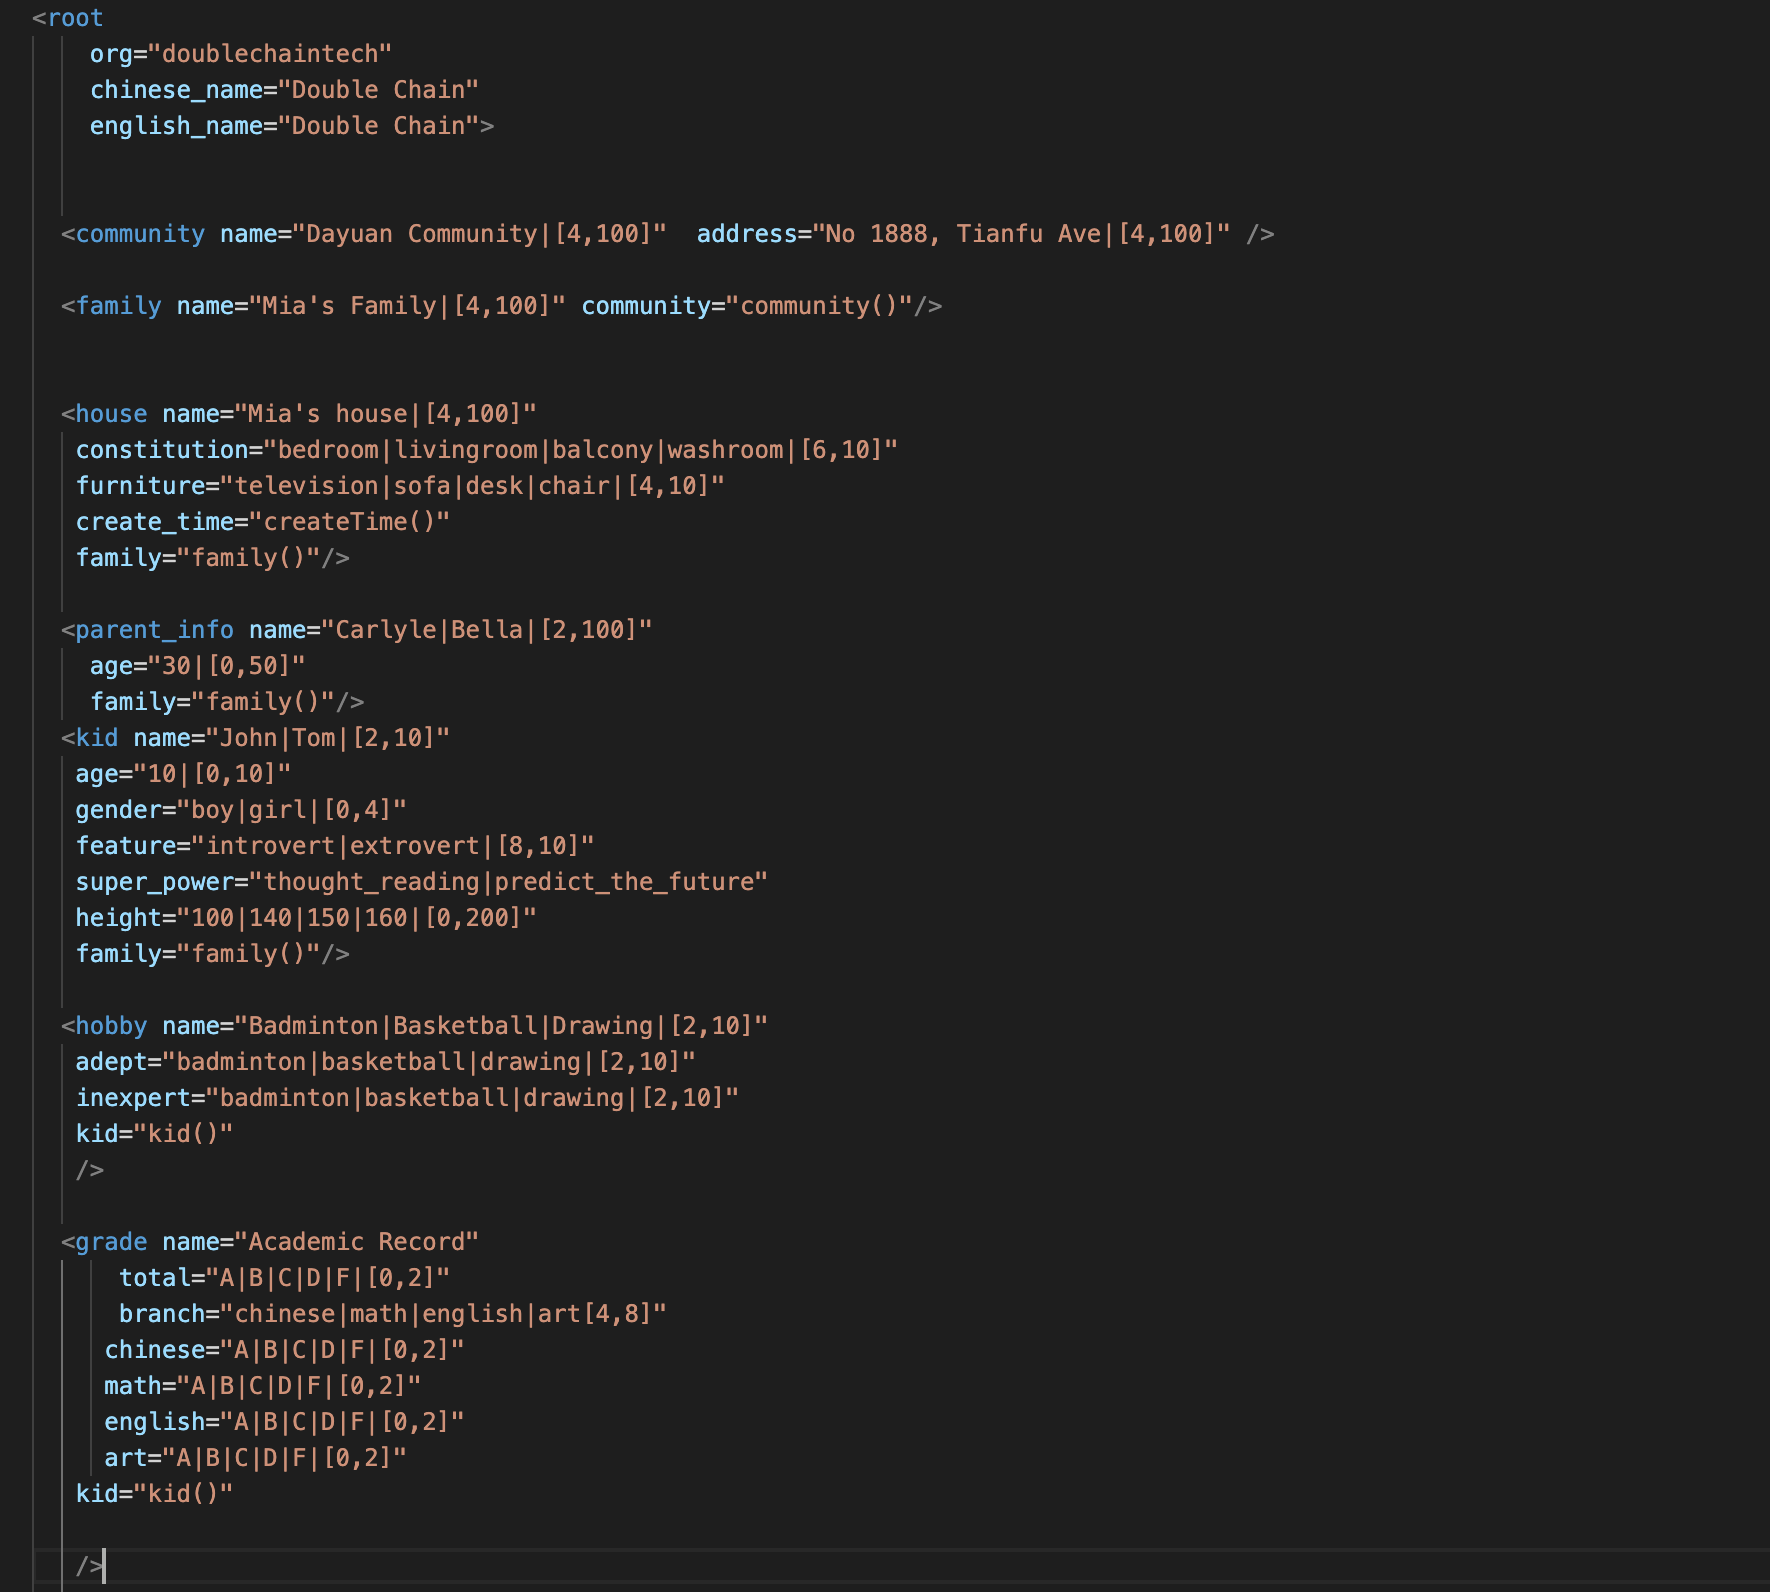 <root
org="doublechaintech"
chinese_name="Double Chain"
english_name="Double Chain">
<community name="Dayuan Community|[4,100]"  address="No 1888, Tianfu Ave|[4,100]" />
<family name="Mia's Family|[4,100]" community="community()"/>
<house name="Mia's house|[4,100]"
constitution="bedroom|livingroom|balcony|washroom|[6,10]"
furniture="television|sofa|desk|chair|[4,10]"
create_time="createTime()"
family="family()"/>
<parent_info name="Carlyle|Bella|[2,100]"
age="30|[0,50]"
family="family()"/>
<kid name="John|Tom|[2,10]"
age="10|[0,10]"
gender="boy|girl|[0,4]"
feature="introvert|extrovert|[8,10]"
super_power="thought_reading|predict_the_future"
height="100|140|150|160|[0,200]"
family="family()"/>
<hobby name="Badminton|Basketball|Drawing|[2,10]"
adept="badminton|basketball|drawing|[2,10]"
inexpert="badminton|basketball|drawing|[2,10]"
kid="kid()"
/>
<grade name="Academic Record"
total="A|B|C|D|F|[0,2]"
branch="chinese|math|english|art[4,8]"
chinese="A|B|C|D|F|[0,2]"
math="A|B|C|D|F|[0,2]"
english="A|B|C|D|F|[0,2]"
art="A|B|C|D|F|[0,2]"
kid="kid()"
/>